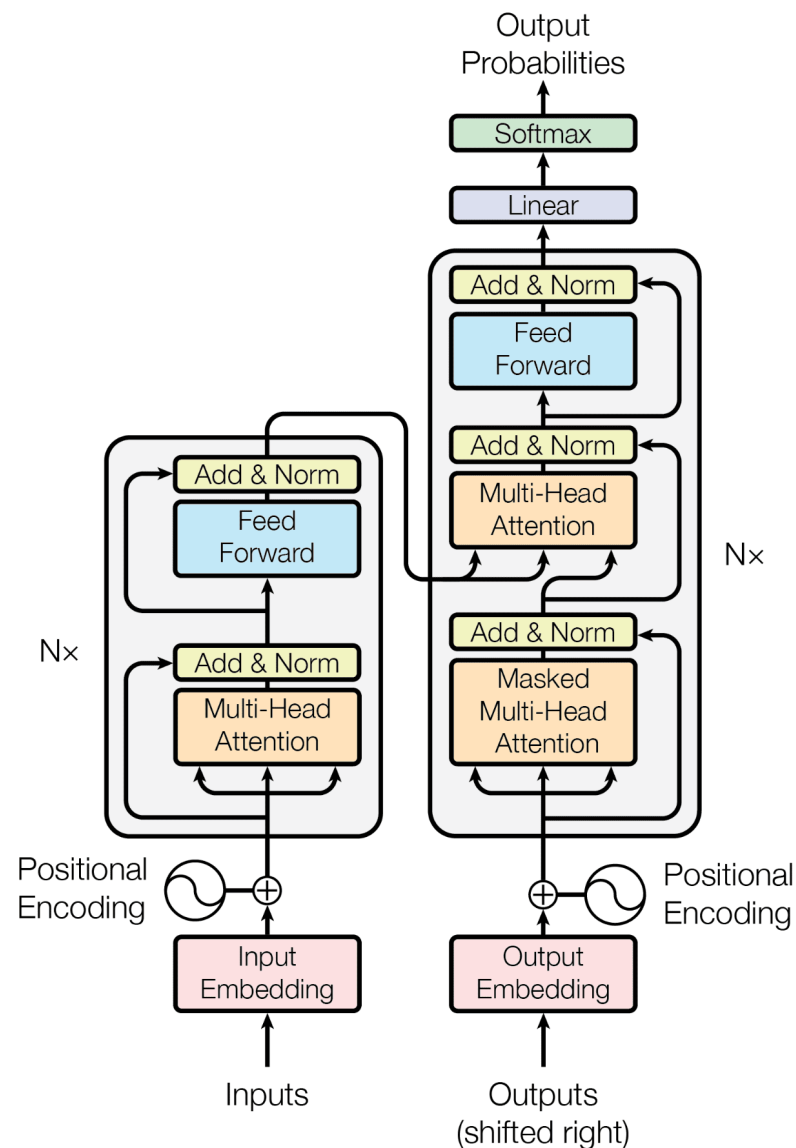 Output
Probabilities
Softmax
Linear
Add & Norm
Feed
Forward
Add & Norm
Multi-Head
Attention
Add & Norm
Masked
Multi-Head
Attention
Nx
Add & Norm
Feed
Forward
Add & Norm
Multi-Head
Attention
N×
Positional
Encoding
Positional
Encoding
Input
Embedding
Output
Embedding
Inputs
Outputs
(shifted right)